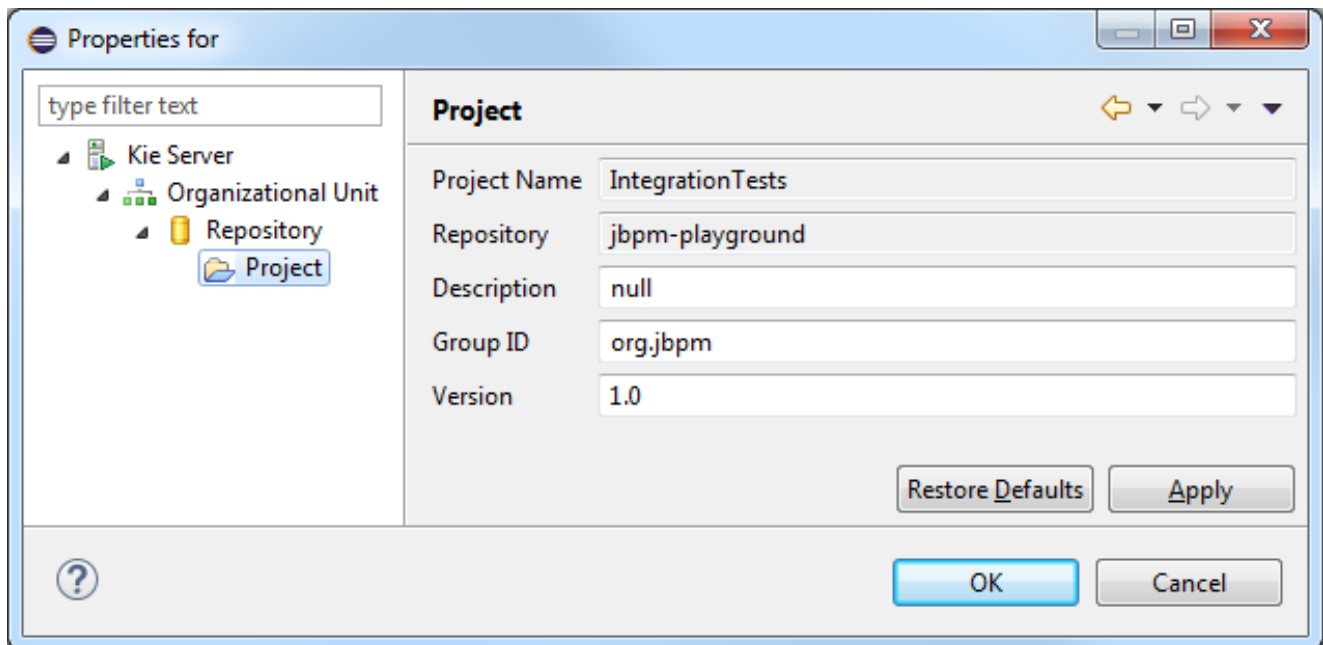 Properties for
type filter text
Kie Server
Organizational Unit
Repository
Project
Project
Project Name IntegrationTests
Repository jbpm-playground
Description null
Group ID org.jbpm
Version 1.0
Restore Defaults Apply
? OK Cancel